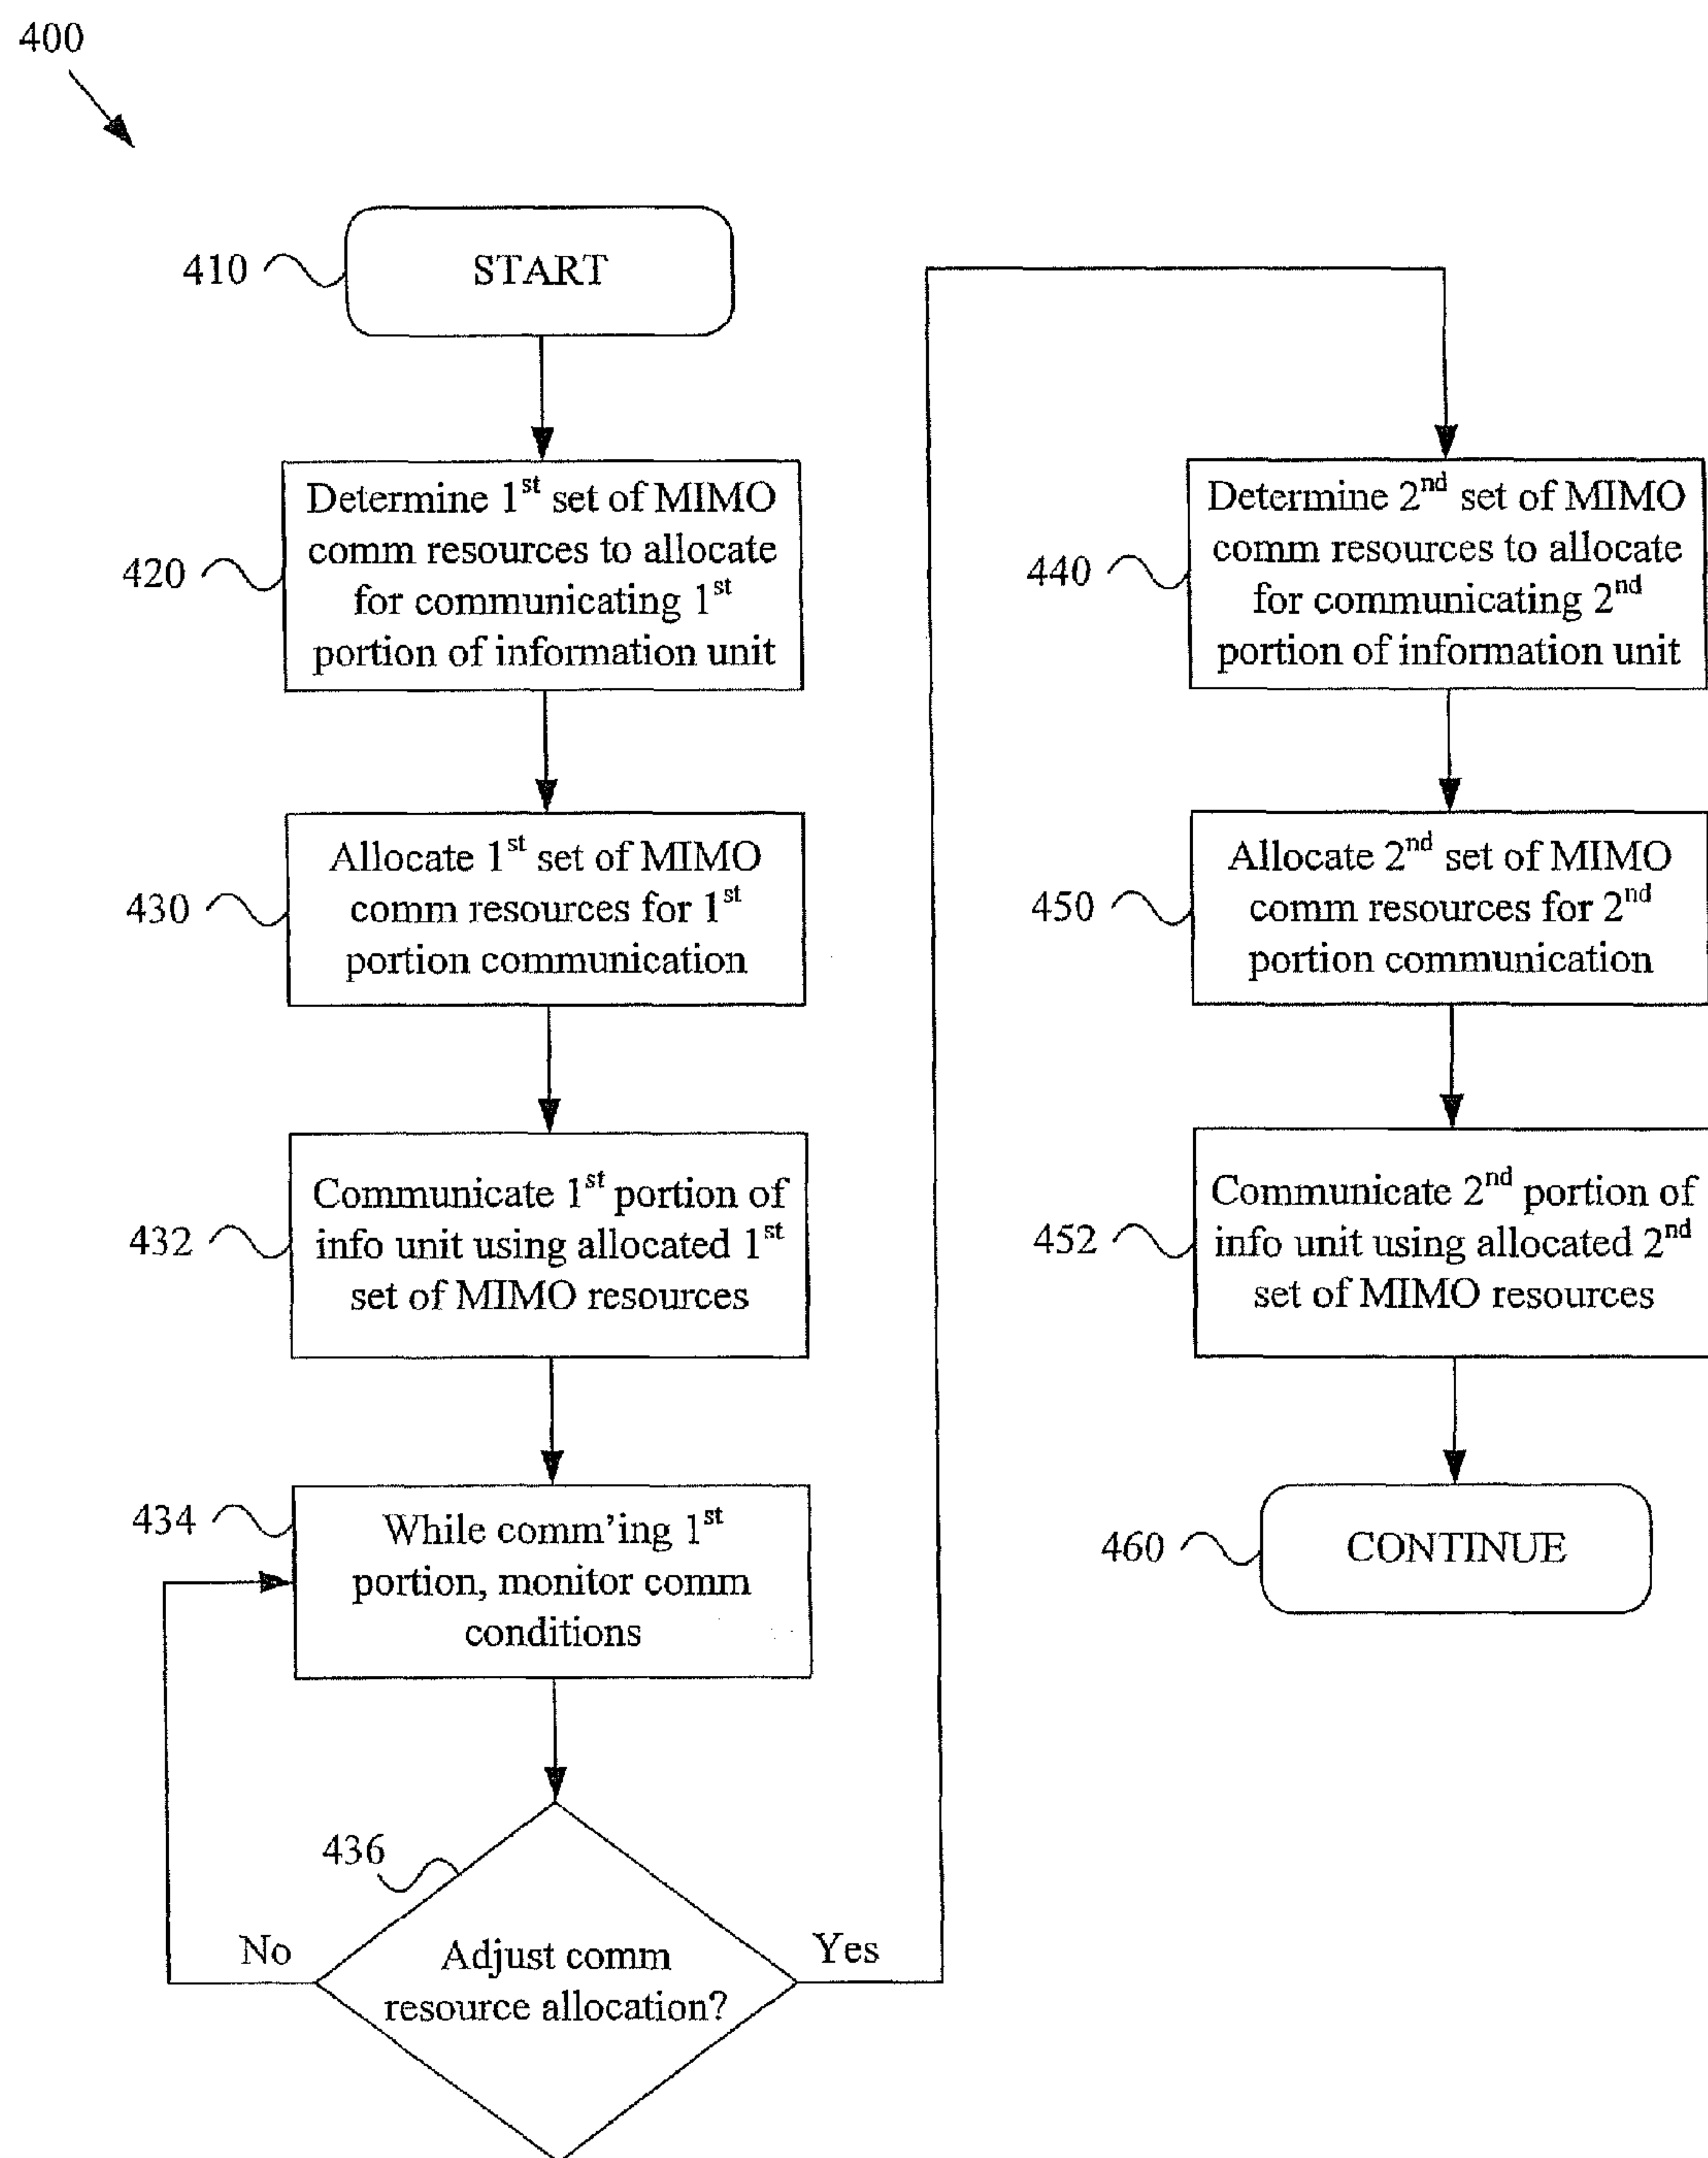 400
410
START
420
Determine 1st set of MIMO
comm resources to allocate
for communicating 1st
portion of information unit
430
Allocate 1st set of MIMO
comm resources for 1st
portion communication
432
Communicate 1st portion of
info unit using allocated 1st
set of MIMO resources
434
While comm'ing 1st
portion, monitor comm
conditions
436
Adjust comm
resource allocation?
No
Yes
440
Determine 2nd set of MIMO
comm resources to allocate
for communicating 2nd
portion of information unit
450
Allocate 2nd set of MIMO
comm resources for 2nd
portion communication
452
Communicate 2nd portion of
info unit using allocated 2nd
set of MIMO resources
460
CONTINUE